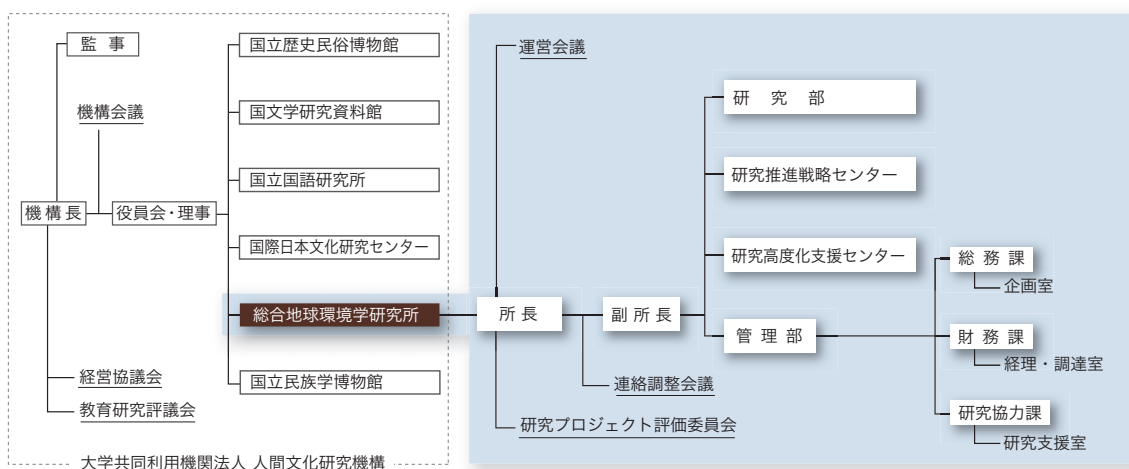 監事
機構会議
機構長
役員会・理事
経営協議会
教育研究評議会
国立歴史民俗博物館
国文学研究資料館
国立国語研究所
国際日本文化研究センター
総合地球環境学研究所
国立民族学博物館
大学共同利用機関法人 人間文化研究機構
運営会議
所長
副所長
連絡調整会議
研究プロジェクト評価委員会
研究部
研究推進戦略センター
研究高度化支援センター
管理部
総務課
企画室
財務課
経理・調達室
研究協力課
研究支援室